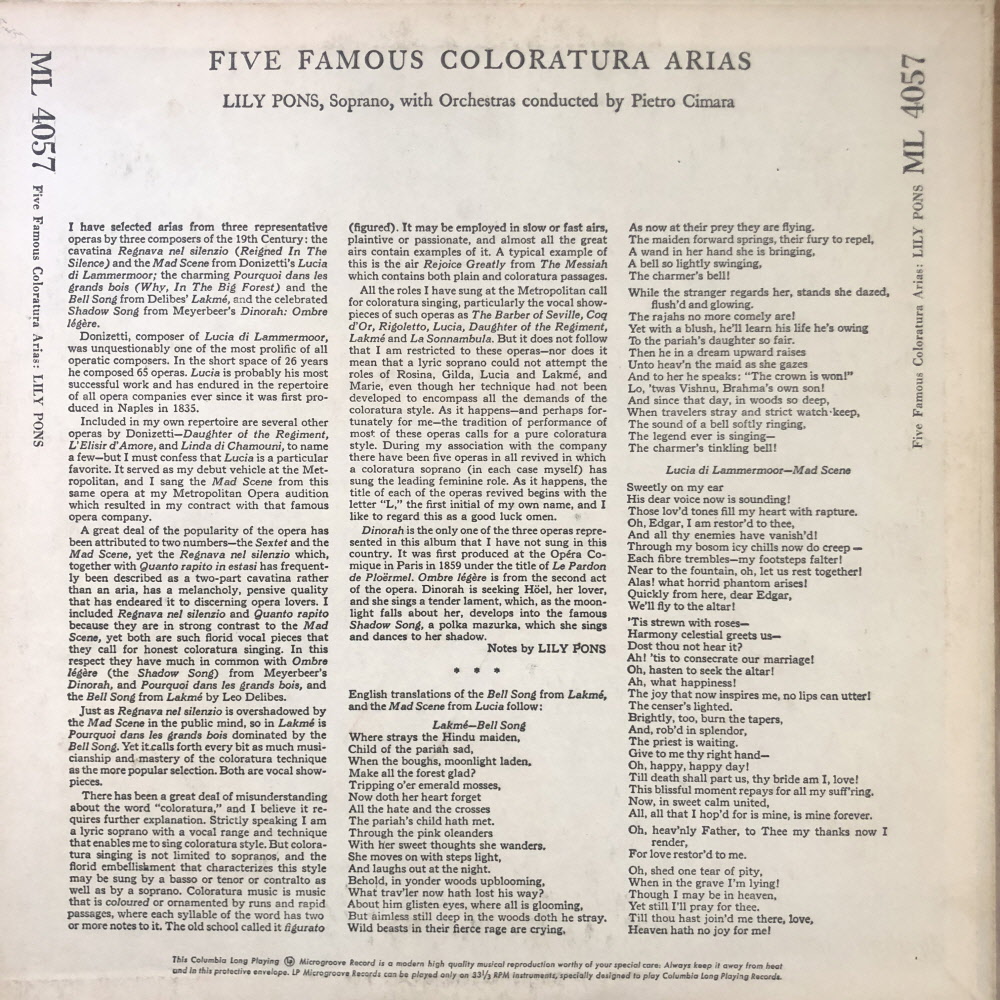 FIVE FAMOUS COLORATURA ARIAS
LILY PONS, Soprano, with Orchestras conducted by Pietro Cimara
ML 4057
Five Famous Coloratura Arias: LILY PONS
I have selected arias from three representative
operas by three composers of the 19th Century: the
cavatina Regnava nel silenzio (Reigned In The
Silence) and the Mad Scene from Donizetti's Lucia
di Lammermoor; the charming Pourquoi dans les
grands bois (Why, In The Big Forest) and the
Bell Song from Delibes' Lakmé, and the celebrated
Shadow Song from Meyerbeer's Dinorah: Ombre
légère.
Donizetti, composer of Lucia di Lammermoor,
was unquestionably one of the most prolific of all
operatic composers. In the short space of 26 years
he composed 65 operas. Lucia is probably his most
successful work and has endured in the repertoire
of all opera companies ever since it was first pro-
duced in Naples in 1835.
Included in my own repertoire are several other
operas by Donizetti—Daughter of the Regiment,
L'Elisir d'Amore, and Linda di Chamouni, to name
a few—but I must confess that Lucia is a particular
favorite. It served as my debut vehicle at the Met-
ropolitan, and I sang the Mad Scene from this
same opera at my Metropolitan Opera audition
which resulted in my contract with that famous
opera company.
A great deal of the popularity of the opera has
been attributed to two numbers—the Sextet and the
Mad Scene, yet the Regnava nel silenzio which,
together with Quanto rapito in estasi has frequent-
ly been described as a two-part cavatina rather
than an aria, has a melancholy, pensive quality
that has endeared it to discerning opera lovers. I
included Regnava nel silenzio and Quanto rapito
because they are in strong contrast to the Mad
Scene, yet both are such florid vocal pieces that
they call for honest coloratura singing. In this
respect they have much in common with Ombre
légère (the Shadow Song) from Meyerbeer's
Dinorah, and Pourquoi dans les grands bois, and
the Bell Song from Lakmé by Leo Delibes.
Just as Regnava nel silenzio is overshadowed by
the Mad Scene in the public mind, so in Lakmé is
Pourquoi dans les grands bois dominated by the
Bell Song. Yet it calls forth every bit as much musi-
cianship and mastery of the coloratura technique
as the more popular selection. Both are vocal show-
pieces.
There has been a great deal of misunderstanding
about the word "coloratura," and I believe it re-
quires further explanation. Strictly speaking I am
a lyric soprano with a vocal range and technique
that enables me to sing coloratura style. But colora-
tura singing is not limited to sopranos, and the
florid embellishment that characterizes this style
may be sung by a basso or tenor or contralto as
well as by a soprano. Coloratura music is music
that is coloured or ornamented by runs and rapid
passages, where each syllable of the word has two
or more notes to it. The old school called it figurato
(figured). It may be employed in slow or fast airs,
plaintive or passionate, and almost all the great
airs contain examples of it. A typical example of
this is the air Rejoice Greatly from The Messiah
which contains both plain and coloratura passages.
All the roles I have sung at the Metropolitan call
for coloratura singing, particularly the vocal show-
pieces of such operas as The Barber of Seville, Coq
d'Or, Rigoletto, Lucia, Daughter of the Regiment,
Lakmé and La Sonnambula. But it does not follow
that I am restricted to these operas—nor does it
mean that a lyric soprano could not attempt the
roles of Rosina, Gilda, Lucia and Lakmé, and
Marie, even though her technique had not been
developed to encompass all the demands of the
coloratura style. As it happens—and perhaps for-
tunately for me—the tradition of performance of
most of these operas calls for a pure coloratura
style. During my association with the company
there have been five operas in all revived in which
a coloratura soprano (in each case myself) has
sung the leading feminine role. As it happens, the
title of each of the operas revived begins with the
letter "L," the first initial of my own name, and I
like to regard this as a good luck omen.
Dinorah is the only one of the three operas repre-
sented in this album that I have not sung in this
country. It was first produced at the Opéra Co-
mique in Paris in 1859 under the title of Le Pardon
de Ploërmel. Ombre légère is from the second act
of the opera. Dinorah is seeking Höel, her lover,
and she sings a tender lament, which, as the moon-
light falls about her, develops into the famous
Shadow Song, a polka mazurka, which she sings
and dances to her shadow.
Notes by LILY PONS
* * *
English translations of the Bell Song from Lakmé,
and the Mad Scene from Lucia follow:
Lakmé—Bell Song
Where strays the Hindu maiden,
Child of the pariah sad,
When the boughs, moonlight laden,
Make all the forest glad?
Tripping o'er emerald mosses,
Now doth her heart forget
All the hate and the crosses
The pariah's child hath met.
Through the pink oleanders
With her sweet thoughts she wanders.
She moves on with steps light,
And laughs out at the night.
Behold, in yonder woods upblooming,
What trav'ler now hath lost his way?
About him glisten eyes, where all is glooming,
But aimless still deep in the woods doth he stray.
Wild beasts in their fierce rage are crying,
As now at their prey they are flying.
The maiden forward springs, their fury to repel,
A wand in her hand she is bringing,
A bell so lightly swinging,
The charmer's bell!
While the stranger regards her, stands she dazed,
flush'd and glowing.
The rajahs no more comely are!
Yet with a blush, he'll learn his life he's owing
To the pariah's daughter so fair.
Then he in a dream upward raises
Unto heav'n the maid as she gazes
And to her he speaks: "The crown is won!"
Lo, 'twas Vishnu, Brahma's own son!
And since that day, in woods so deep,
When travelers stray and strict watch-keep,
The sound of a bell softly ringing,
The legend ever is singing—
The charmer's tinkling bell!
Lucia di Lammermoor—Mad Scene
Sweetly on my ear
His dear voice now is sounding!
Those lov'd tones fill my heart with rapture.
Oh, Edgar, I am restor'd to thee,
And all thy enemies have vanish'd!
Through my bosom icy chills now do creep—
Each fibre trembles—my footsteps falter!
Near to the fountain, oh, let us rest together!
Alas! what horrid phantom arises!
Quickly from here, dear Edgar,
We'll fly to the altar!
'Tis strewn with roses—
Harmony celestial greets us—
Dost thou not hear it?
Ah! 'tis to consecrate our marriage!
Oh, hasten to seek the altar!
Ah, what happiness!
The joy that now inspires me, no lips can utter!
The censer's lighted.
Brightly, too, burn the tapers,
And, rob'd in splendor,
The priest is waiting.
Give to me thy right hand—
Oh, happy, happy day!
Till death shall part us, thy bride am I, love!
This blissful moment repays for all my suff'ring.
Now, in sweet calm united,
All, all that I hop'd for is mine, is mine forever.
Oh, heav'nly Father, to Thee my thanks now I
render,
For love restor'd to me.
Oh, shed one tear of pity,
When in the grave I'm lying!
Though I may be in heaven,
Yet still I'll pray for thee.
Till thou hast join'd me there, love,
Heaven hath no joy for me!
Five Famous Coloratura Arias: LILY PONS ML 4057
This Columbia Long Playing LP Microgroove Record is a modern high quality musical reproduction worthy of your special care: Always keep it away from heat
and in this protective envelope. LP Microgroove Records can be played only on 33⅓ RPM instruments, specially designed to play Columbia Long Playing Records.